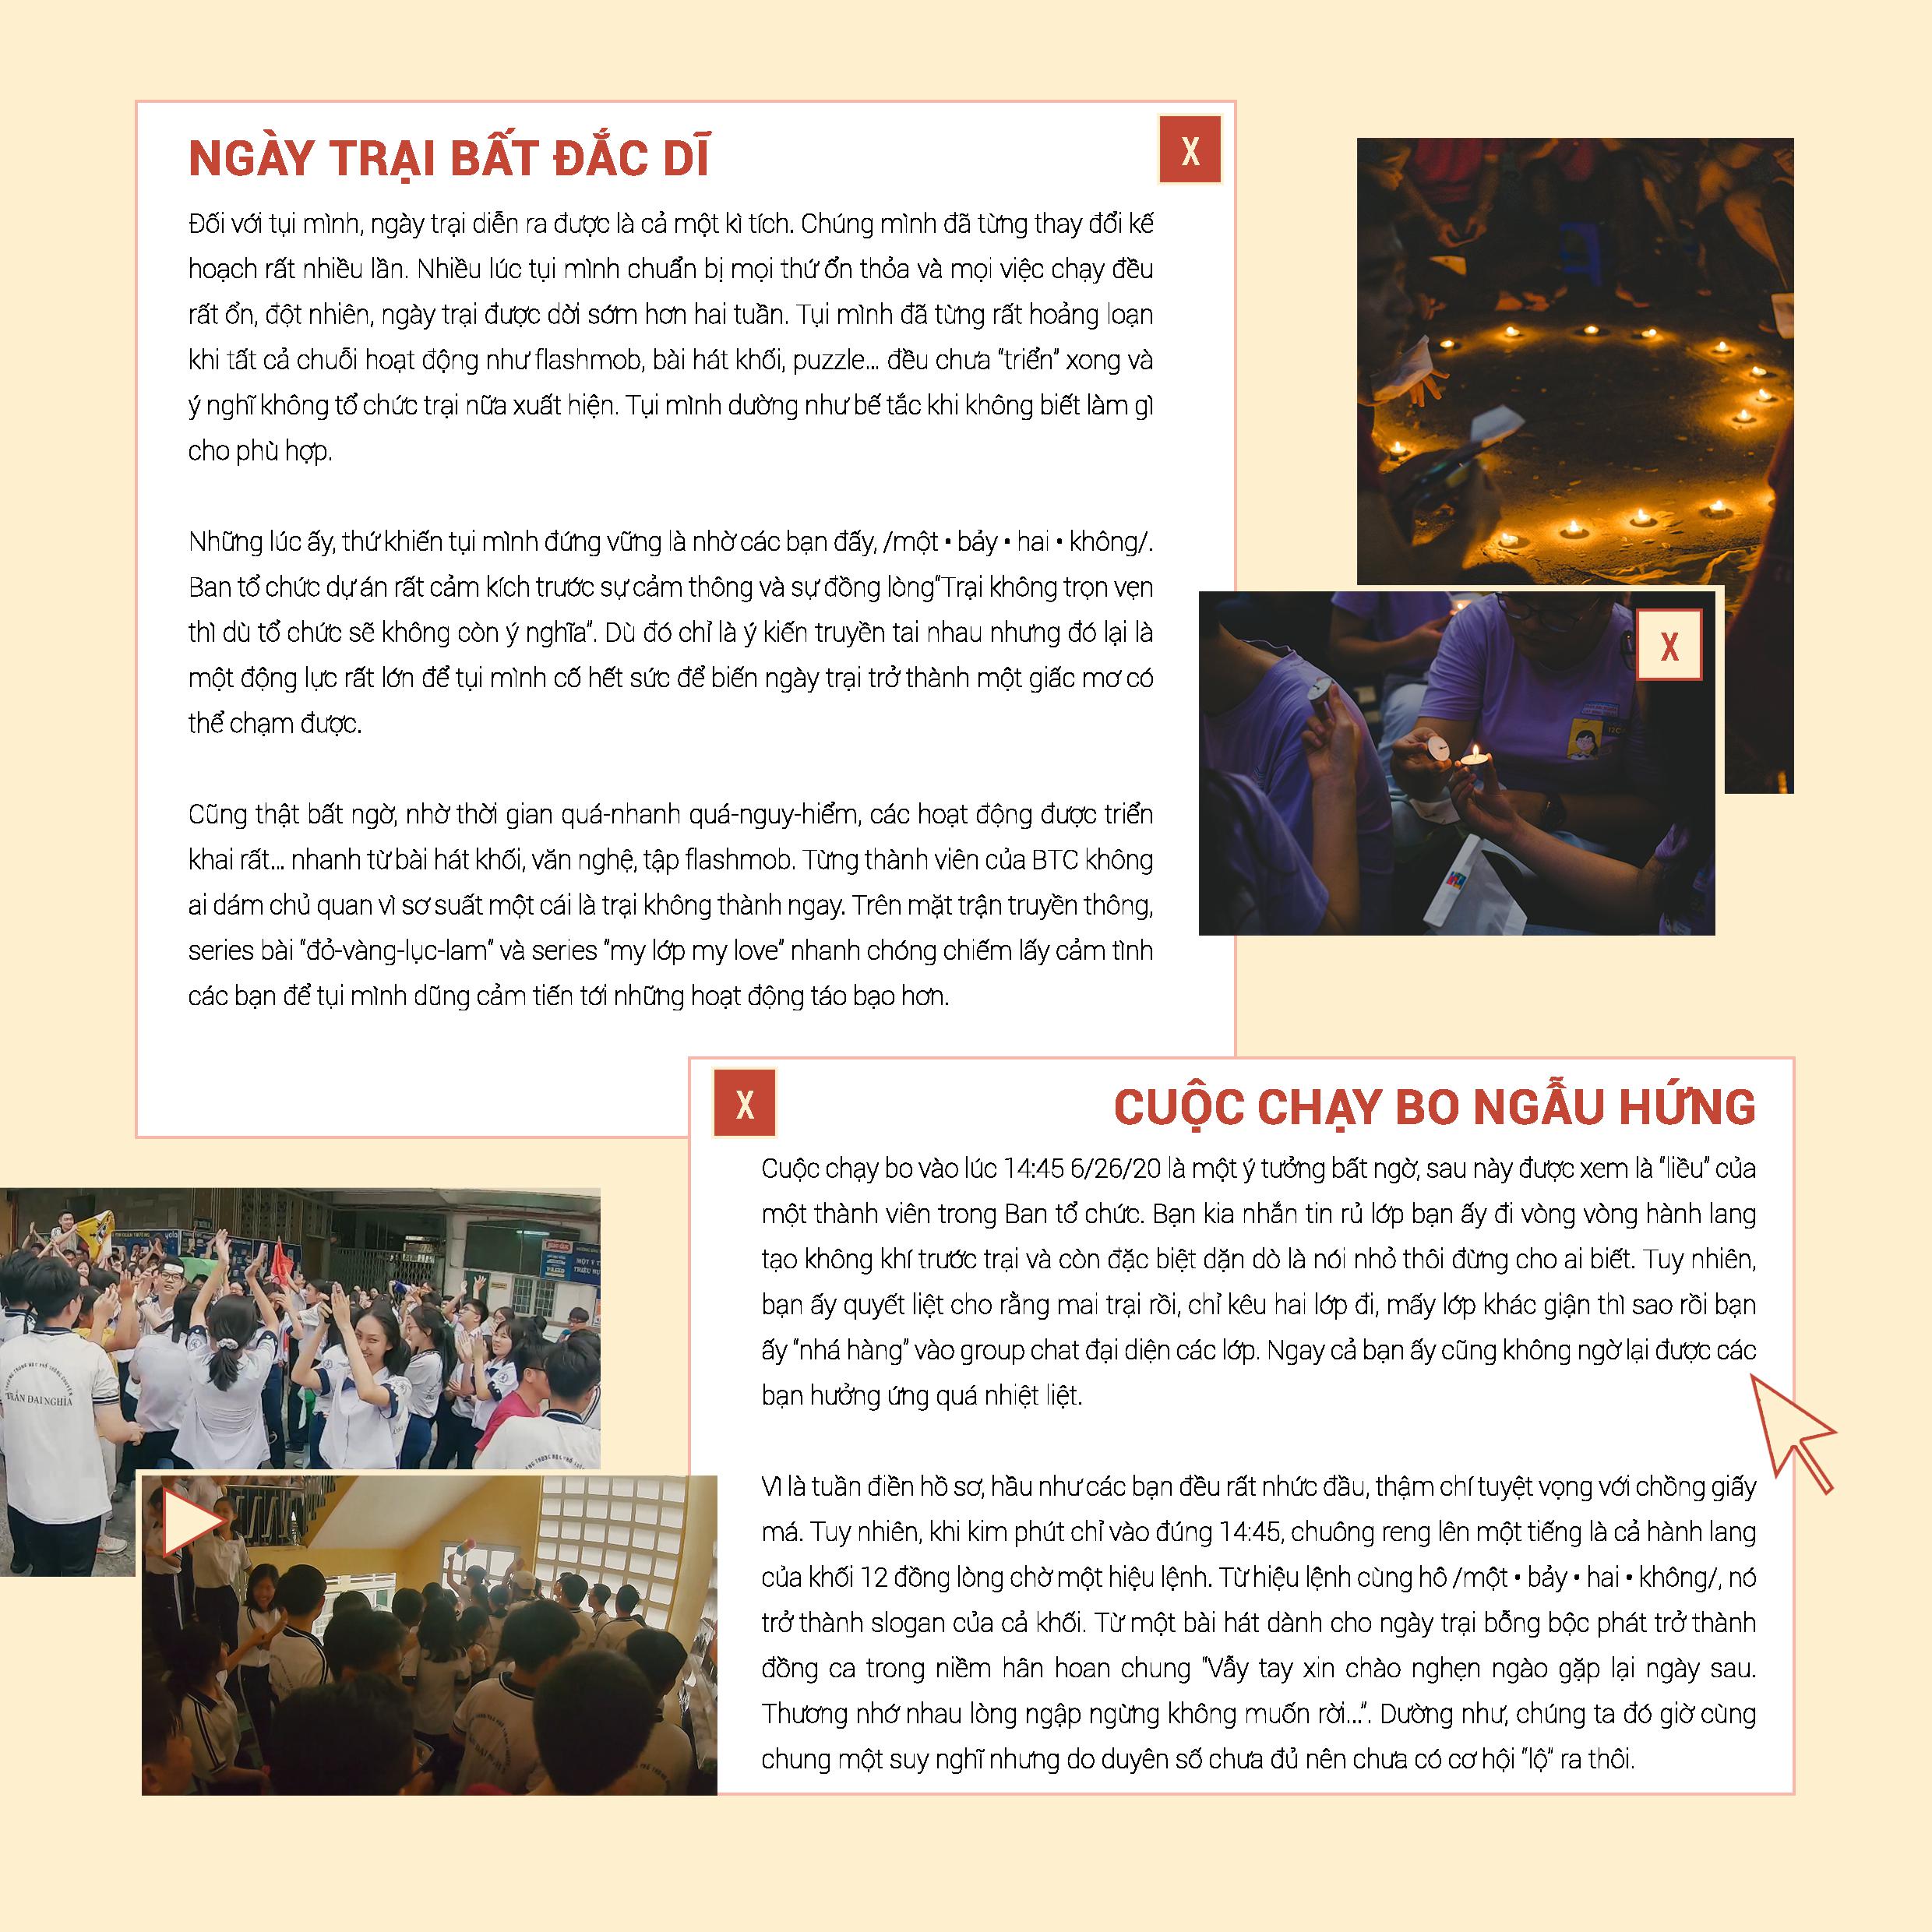 NGÀY TRẠI BẤT ĐẮC DĨ
X
Đối với tụi mình, ngày trại diễn ra được là cả một kì tích. Chúng mình đã từng thay đổi kế
hoạch rất nhiều lần. Nhiều lúc tụi mình chuẩn bị mọi thứ ổn thỏa và mọi việc chạy đều
rất ổn, đột nhiên, ngày trại được dời sớm hơn hai tuần. Tụi mình đã từng rất hoảng loạn
khi tất cả chuỗi hoạt động như flashmob, bài hát khối, puzzle... đều chưa "triển" xong và
ý nghĩ không tổ chức trại nữa xuất hiện. Tụi mình dường như bế tắc khi không biết làm gì
cho phù hợp.
Những lúc ấy, thứ khiến tụi mình đứng vững là nhờ các bạn đấy, /một • bảy • hai • không/.
Ban tổ chức dự án rất cảm kích trước sự cảm thông và sự đồng lòng"Trại không trọn vẹn
thì dù tổ chức sẽ không còn ý nghĩa". Dù đó chỉ là ý kiến truyền tai nhau nhưng đó lại là
một động lực rất lớn để tụi mình cố hết sức để biến ngày trại trở thành một giấc mơ có
thể chạm được.
Cũng thật bất ngờ, nhờ thời gian quá-nhanh quá-nguy-hiểm, các hoạt động được triển
khai rất... nhanh từ bài hát khối, văn nghệ, tập flashmob. Từng thành viên của BTC không
ai dám chủ quan vì sơ suất một cái là trại không thành ngay. Trên mặt trận truyền thông,
series bài "đỏ-vàng-lục-lam" và series "my lớp my love" nhanh chóng chiếm lấy cảm tình
các bạn để tụi mình dũng cảm tiến tới những hoạt động táo bạo hơn.
X
X
CUỘC CHẠY BO NGẪU HỨNG
Cuộc chạy bo vào lúc 14:45 6/26/20 là một ý tưởng bất ngờ, sau này được xem là "liều" của
một thành viên trong Ban tổ chức. Bạn kia nhắn tin rủ lớp bạn ấy đi vòng vòng hành lang
tạo không khí trước trại và còn đặc biệt dặn dò là nói nhỏ thôi đừng cho ai biết. Tuy nhiên,
bạn ấy quyết liệt cho rằng mai trại rồi, chỉ kêu hai lớp đi, mấy lớp khác giận thì sao rồi bạn
ấy "nhá hàng" vào group chat đại diện các lớp. Ngay cả bạn ấy cũng không ngờ lại được các
bạn hưởng ứng quá nhiệt liệt.
Vì là tuần điền hồ sơ, hầu như các bạn đều rất nhức đầu, thậm chí tuyệt vọng với chồng giấy
má. Tuy nhiên, khi kim phút chỉ vào đúng 14:45, chuông reng lên một tiếng là cả hành lang
của khối 12 đồng lòng chờ một hiệu lệnh. Từ hiệu lệnh cùng hô /một • bảy • hai • không/, nó
trở thành slogan của cả khối. Từ một bài hát dành cho ngày trại bỗng bộc phát trở thành
đồng ca trong niềm hân hoan chung "Vẫy tay xin chào nghẹn ngào gặp lại ngày sau.
Thương nhớ nhau lòng ngập ngừng không muốn rời...". Dường như, chúng ta đó giờ cùng
chung một suy nghĩ nhưng do duyên số chưa đủ nên chưa có cơ hội "lộ" ra thôi.
TRẦN ĐẠI NGHĨA